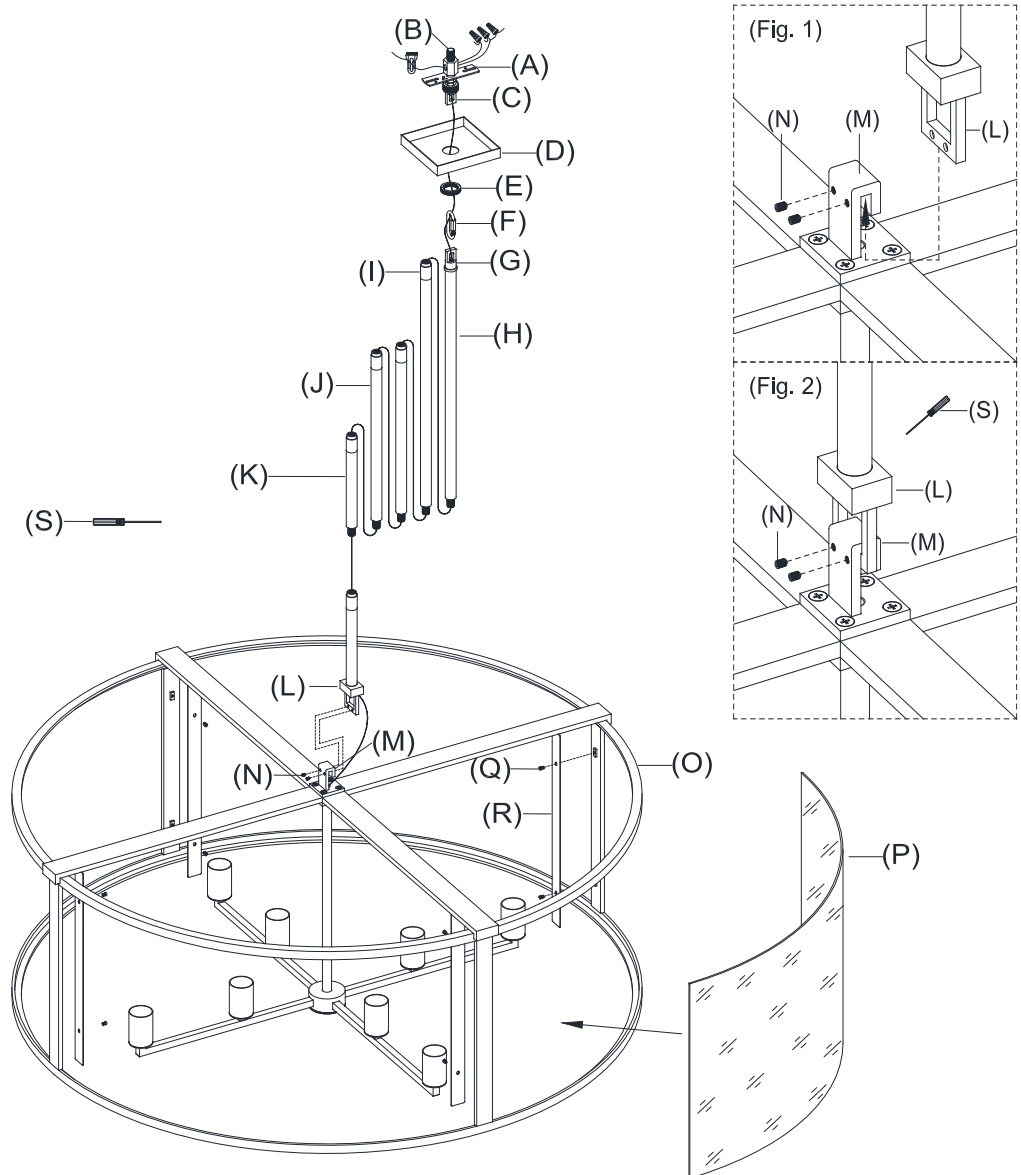 (B)
(A)
(C)
(D)
(E)
(F)
(G)
(I)
(H)
(J)
(K)
(S)
(L)
(M)
(N)
(Q)
(O)
(R)
(P)
(Fig. 1)
(N)
(M)
(L)
(Fig. 2)
(S)
(L)
(N)
(M)